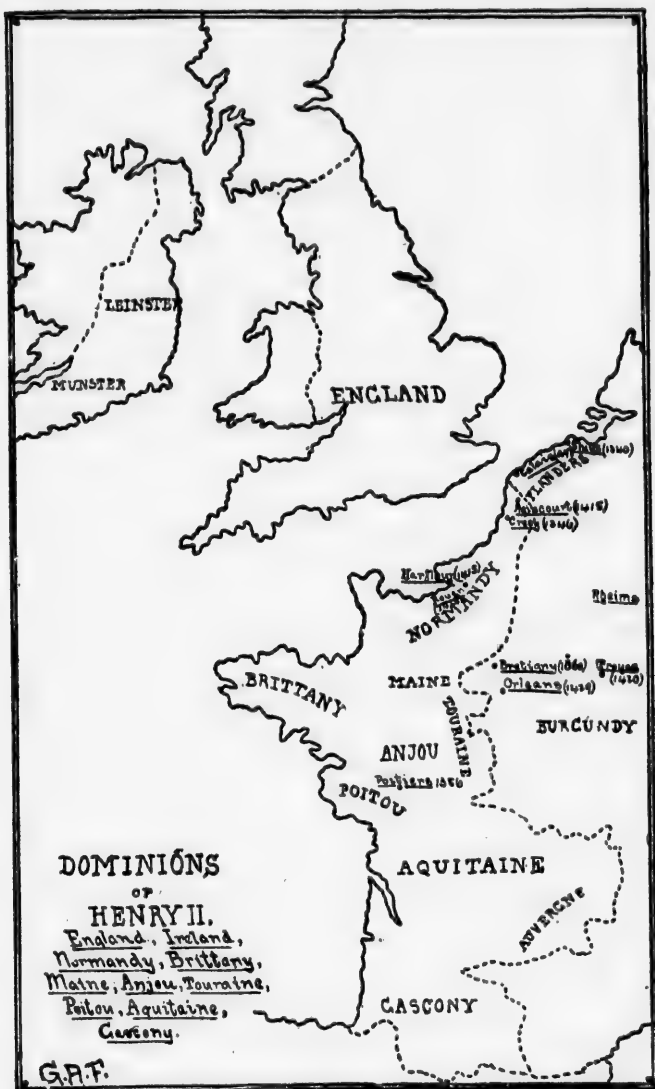 LEINSTER
MUNSTER
ENGLAND
(1340)
FLANDERS
Agincourt (1415)
Crecy (1346)
Harfleur (1415)
Rouen
NORMANDY
Rheims
BRITTANY
MAINE
Bretigny (1360)
Troyes
(1420)
Orleans (1429)
TOURAINE
BURGUNDY
ANJOU
Poitiers 1356
POITOU
DOMINIONS
OF
HENRY II.
England, Ireland,
Normandy, Brittany,
Maine, Anjou, Touraine,
Poitou, Aquitaine,
Gascony.
AQUITAINE
AUVERGNE
GASCONY
G.A.F.